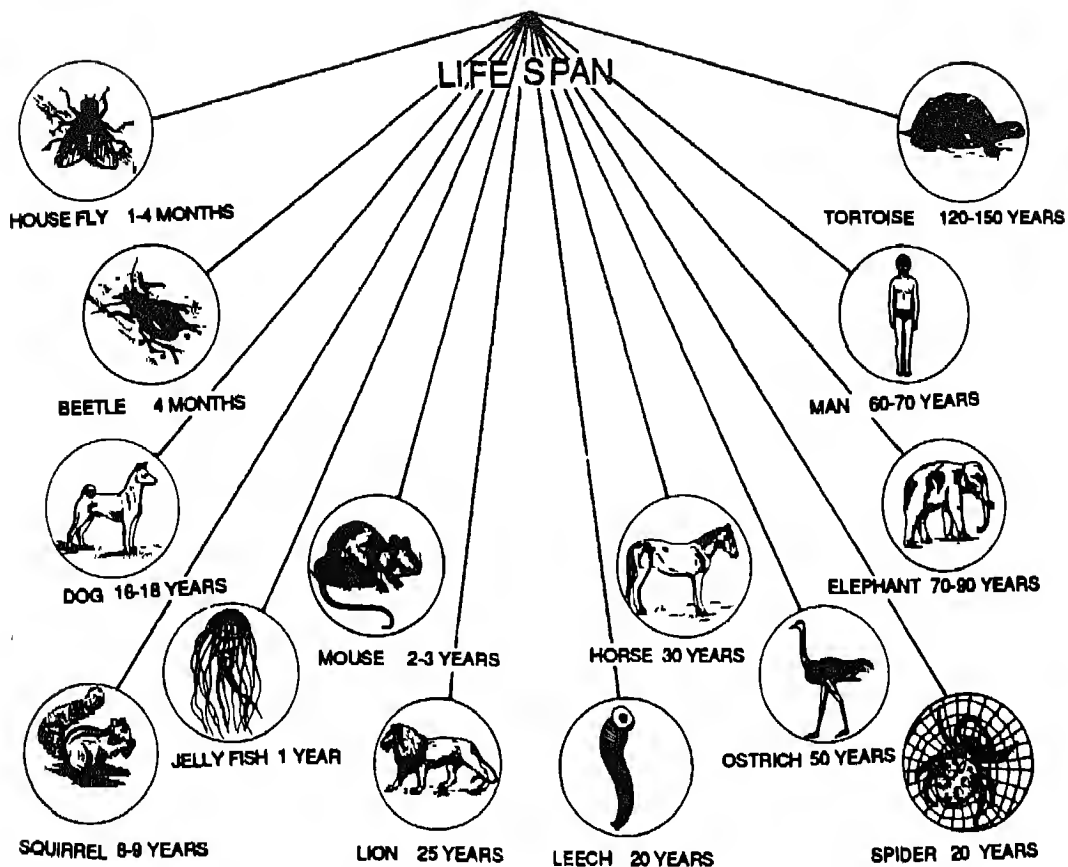 LIFE SPAN
HOUSE FLY 1-4 MONTHS
TORTOISE 120-150 YEARS
BEETLE 4 MONTHS
MAN 60-70 YEARS
DOG 16-18 YEARS
ELEPHANT 70-90 YEARS
MOUSE 2-3 YEARS
HORSE 30 YEARS
JELLY FISH 1 YEAR
OSTRICH 50 YEARS
SQUIRREL 8-9 YEARS
LION 25 YEARS
LEECH 20 YEARS
SPIDER 20 YEARS